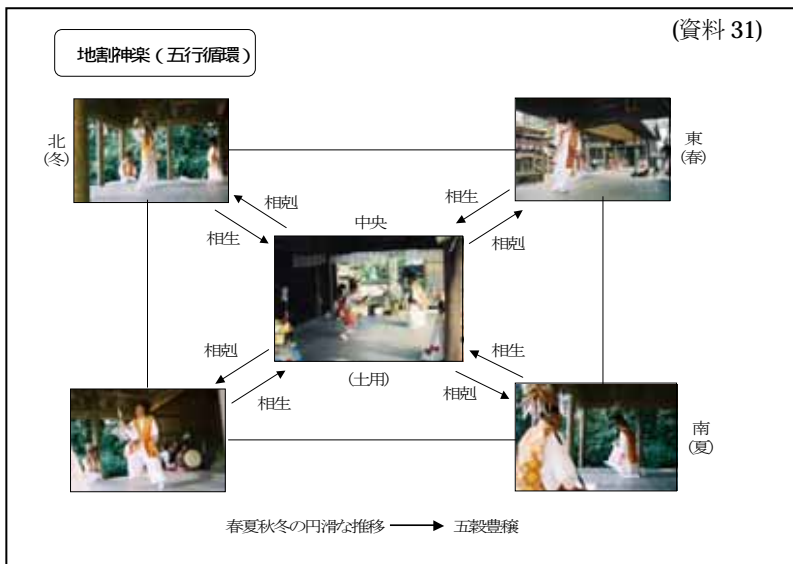 (資料 31)
地割神楽（五行循環）
北
(冬)
東
(春)
相剋
相生
相生
相剋
中央
相剋
相生
相生
相剋
(土用)
南
(夏)
春夏秋冬の円滑な推移 → 五穀豊穣